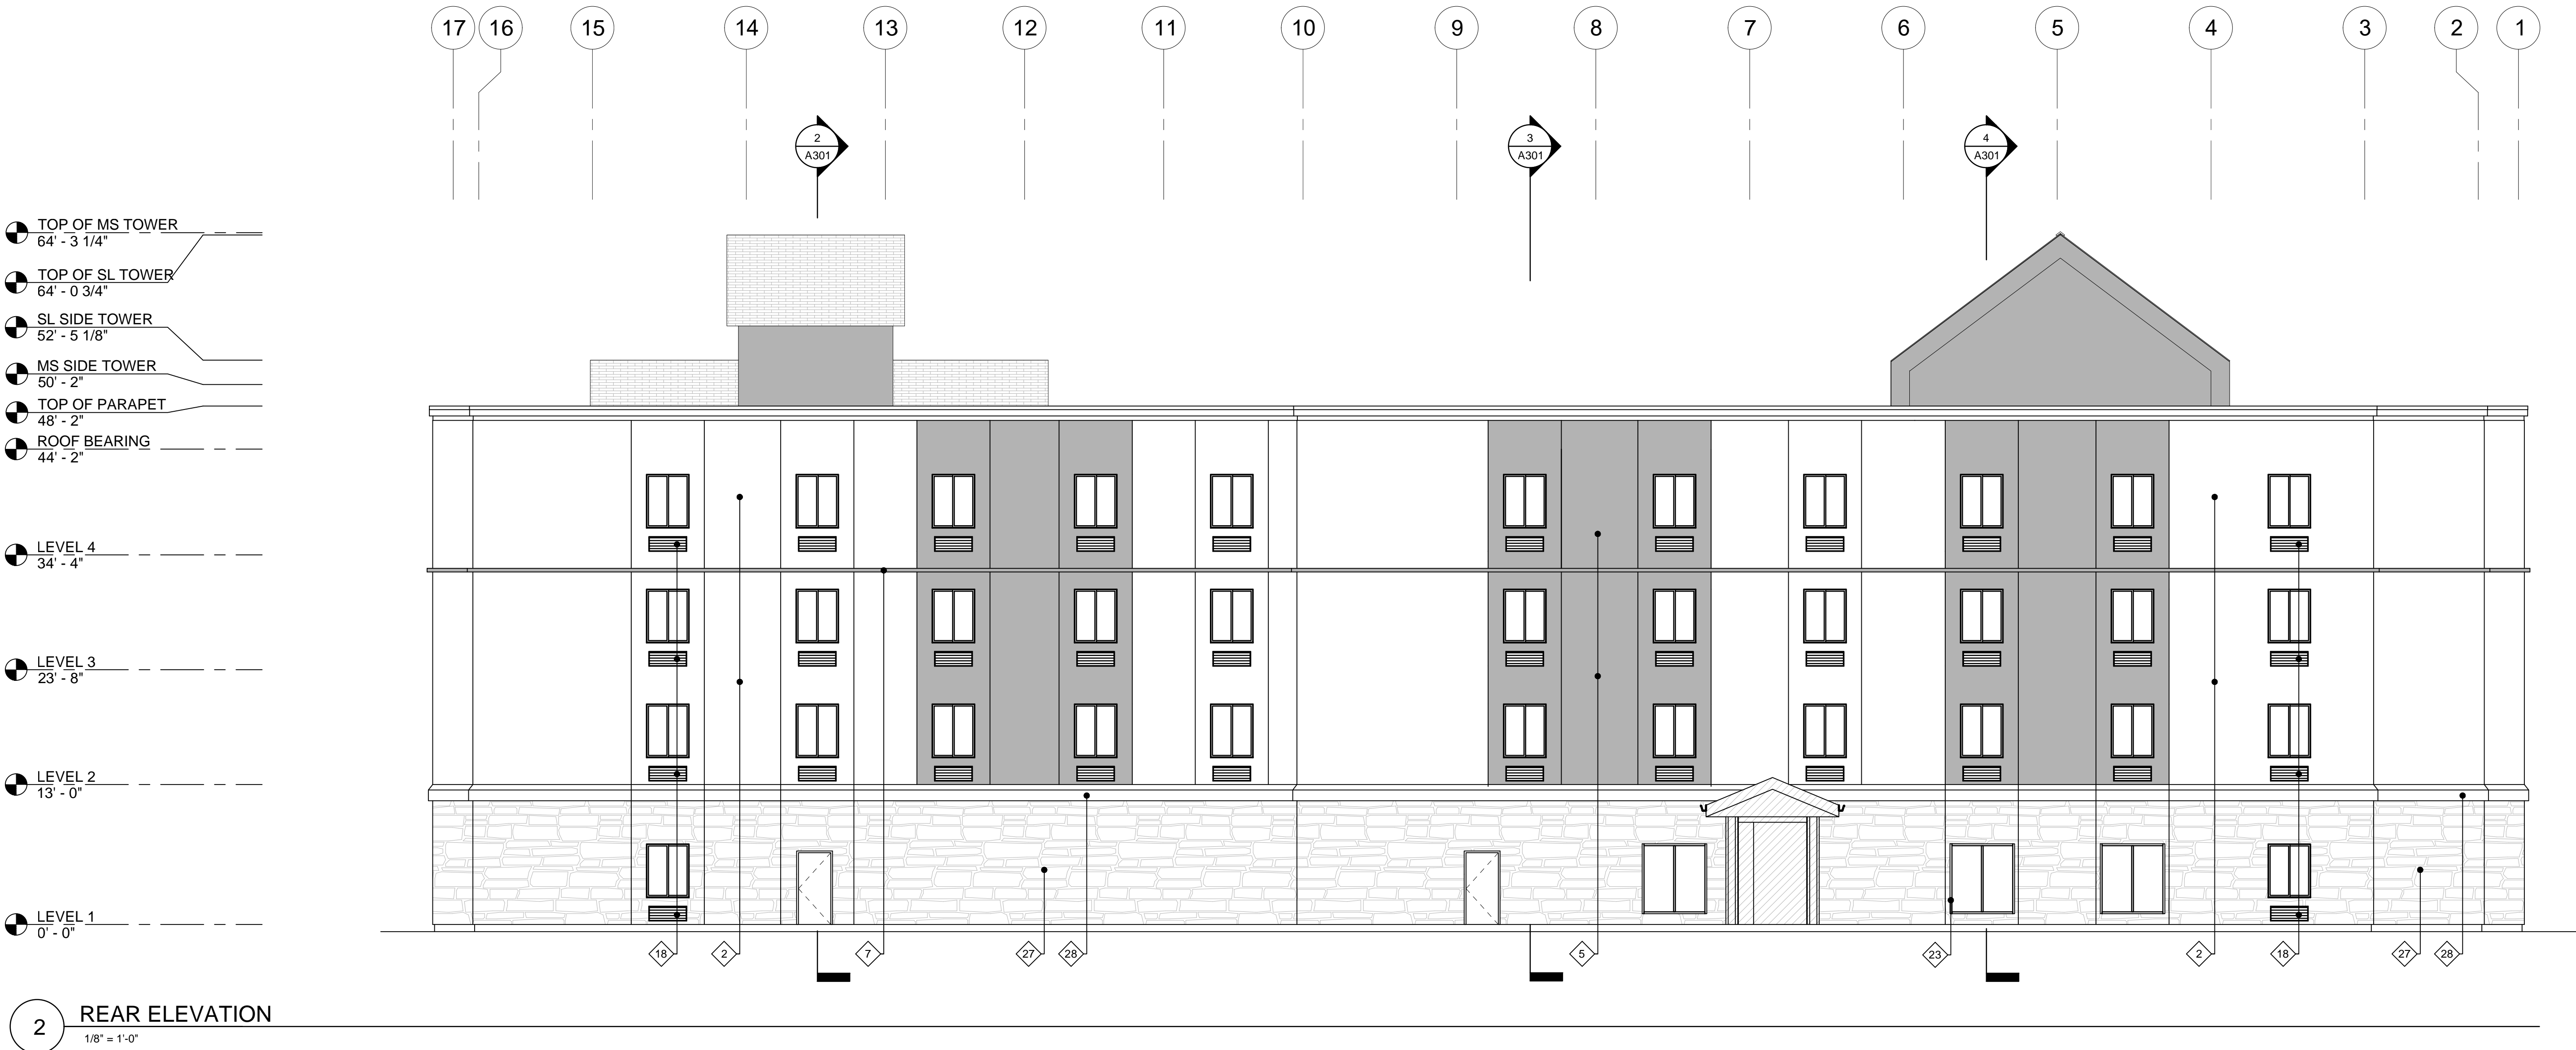 17 16 15 14 13 12 11 10 9 8 7 6 5 4 3 2 1
2
A301
3
A301
4
A301
TOP OF MS TOWER
64' - 3 1/4"
TOP OF SL TOWER
64' - 0 3/4"
SL SIDE TOWER
52' - 5 1/8"
MS SIDE TOWER
50' - 2"
TOP OF PARAPET
48' - 2"
ROOF BEARING
44' - 2"
LEVEL 4
34' - 4"
LEVEL 3
23' - 8"
LEVEL 2
13' - 0"
LEVEL 1
0' - 0"
18 2 7 27 28 5 23 2 18 27 28
2 REAR ELEVATION
1/8" = 1'-0"